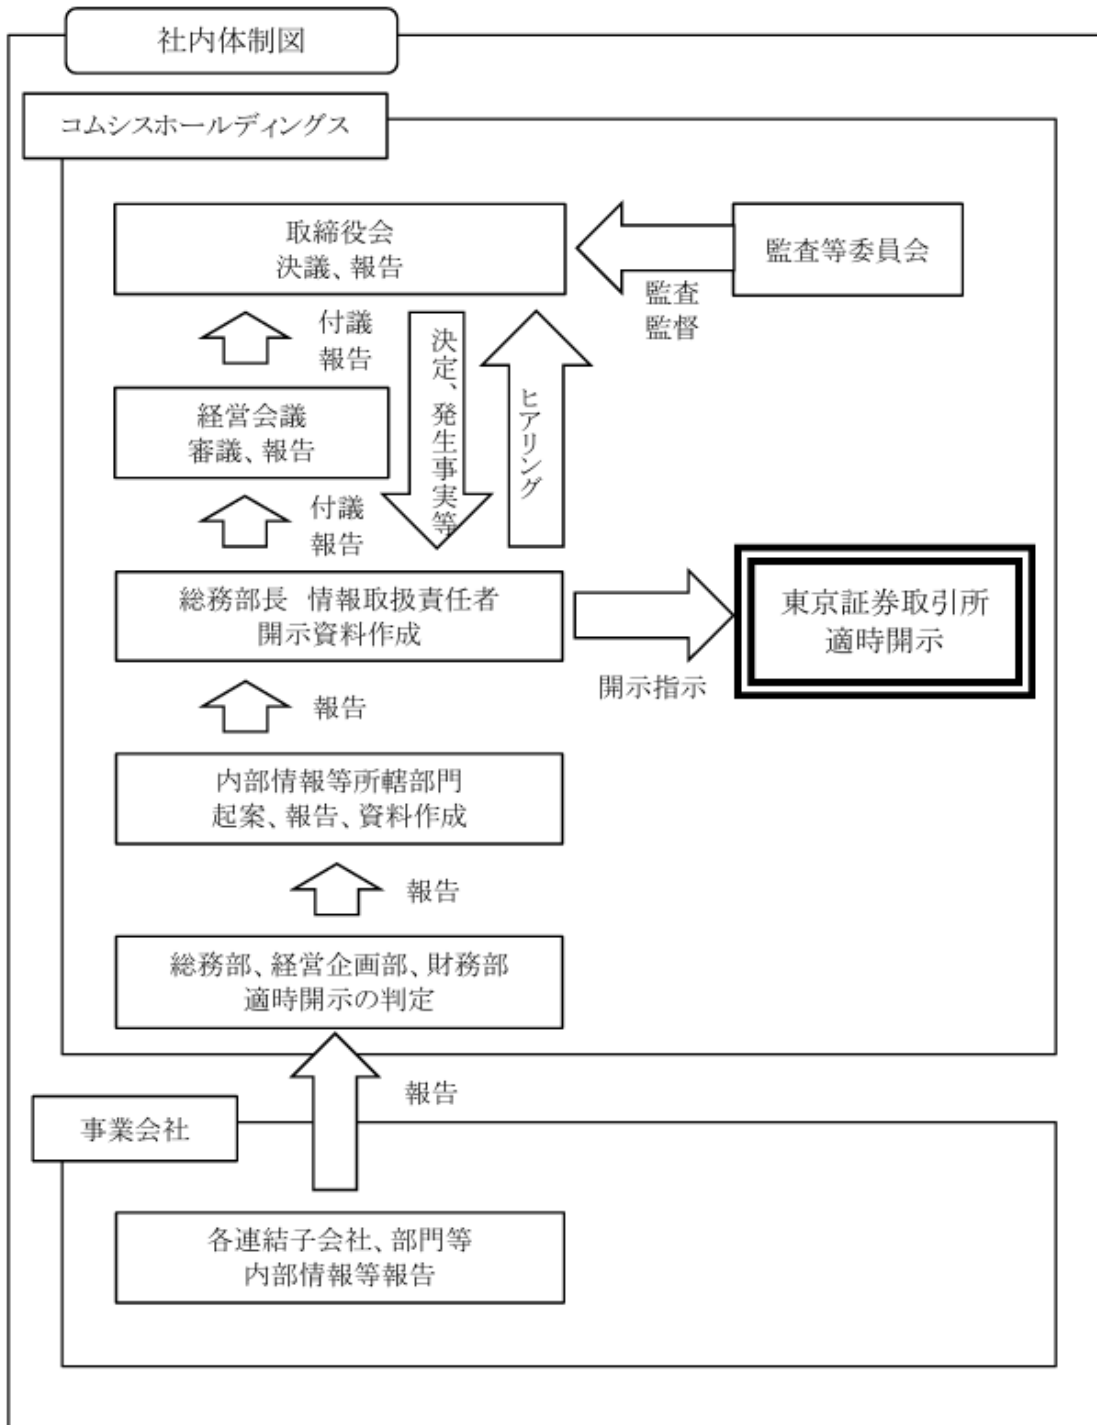 社内体制図
コムシスホールディングス
取締役会
決議、報告
監査等委員会
監査
監督
付議
報告
決定、発生事実等
ヒアリング
経営会議
審議、報告
付議
報告
総務部長 情報取扱責任者
開示資料作成
東京証券取引所
適時開示
開示指示
報告
内部情報等所轄部門
起案、報告、資料作成
報告
総務部、経営企画部、財務部
適時開示の判定
報告
事業会社
各連結子会社、部門等
内部情報等報告